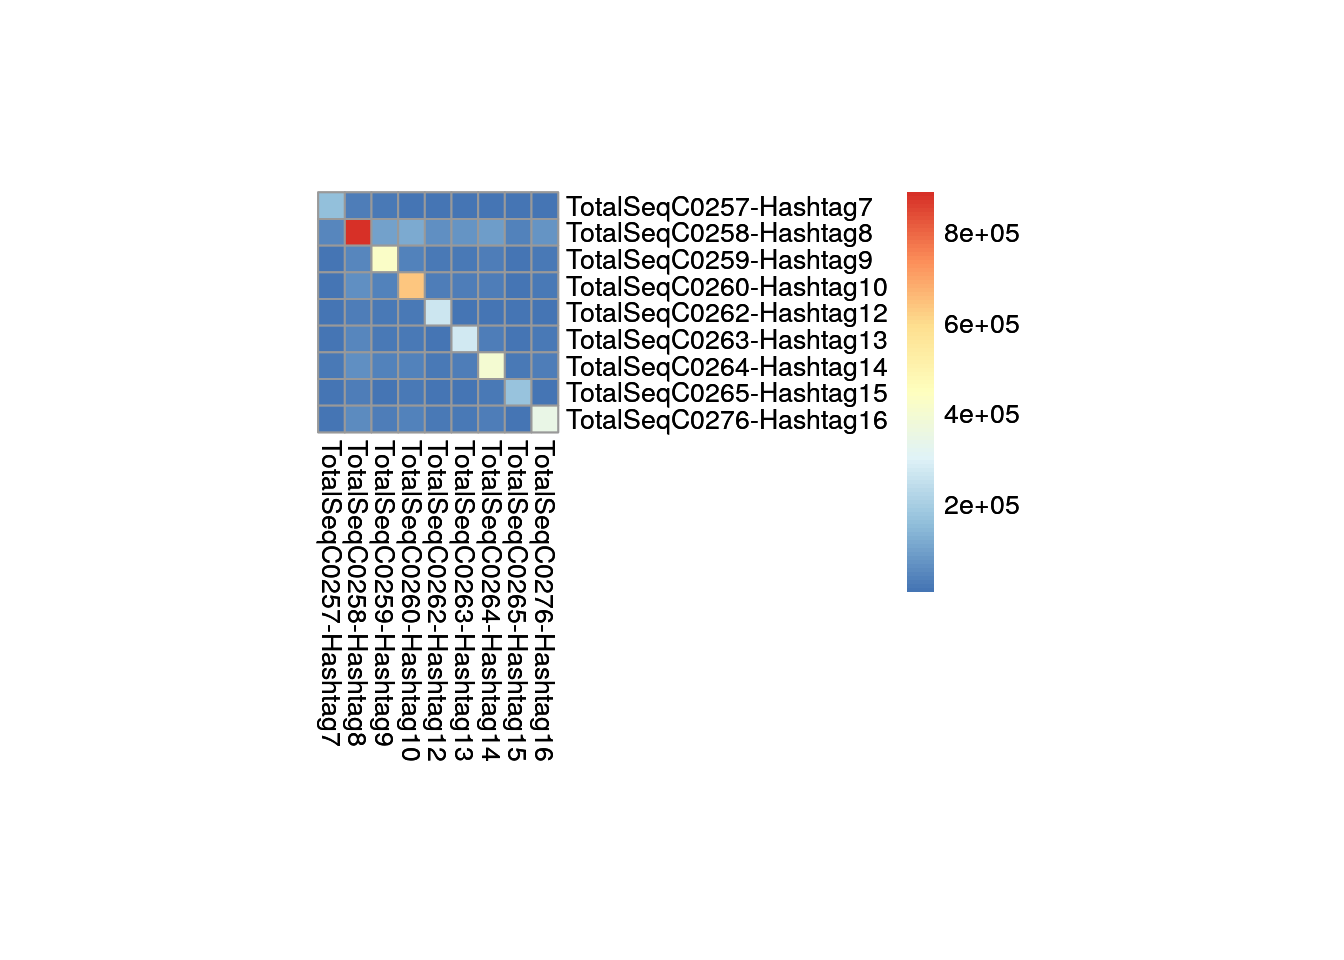 TotalSeqC0257-Hashtag7
TotalSeqC0258-Hashtag8
TotalSeqC0259-Hashtag9
TotalSeqC0260-Hashtag10
TotalSeqC0262-Hashtag12
TotalSeqC0263-Hashtag13
TotalSeqC0264-Hashtag14
TotalSeqC0265-Hashtag15
TotalSeqC0276-Hashtag16
8e+05
6e+05
4e+05
2e+05
TotalSeqC0257-Hashtag7
TotalSeqC0258-Hashtag8
TotalSeqC0259-Hashtag9
TotalSeqC0260-Hashtag10
TotalSeqC0262-Hashtag12
TotalSeqC0263-Hashtag13
TotalSeqC0264-Hashtag14
TotalSeqC0265-Hashtag15
TotalSeqC0276-Hashtag16